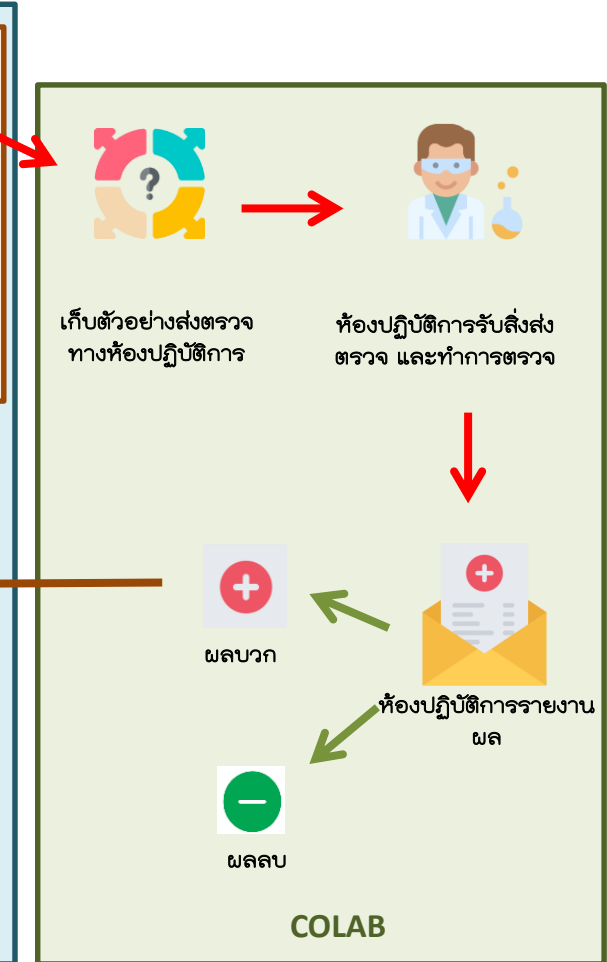 ?
เก็บตัวอย่างส่งตรวจ
ทางห้องปฏิบัติการ
ห้องปฏิบัติการรับสิ่งส่ง
ตรวจ และทำการตรวจ
ผลบวก
ห้องปฏิบัติการรายงาน
ผล
ผลลบ
COLAB